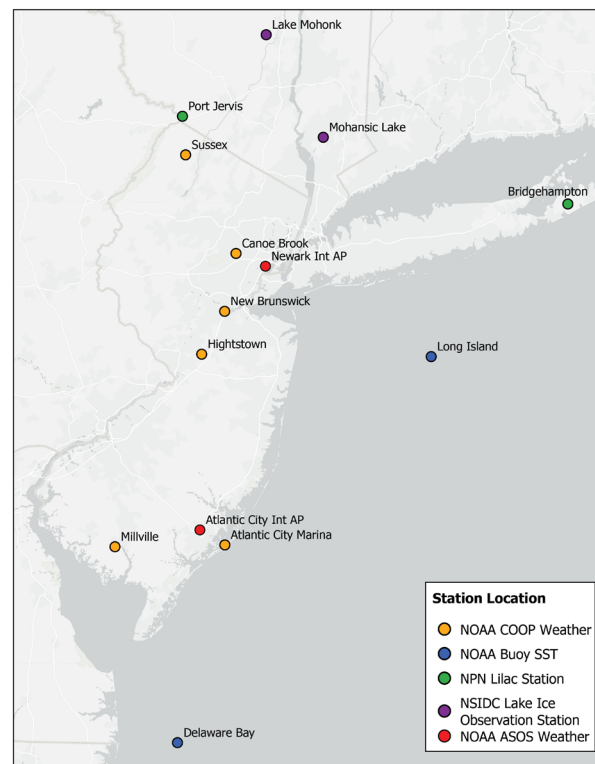 Lake Mohonk
Port Jervis
Mohansic Lake
Sussex
Bridgehampton
Canoe Brook
Newark Int AP
New Brunswick
Hightstown
Long Island
Atlantic City Int AP
Millville
Atlantic City Marina
Delaware Bay
Station Location
NOAA COOP Weather
NOAA Buoy SST
NPN Lilac Station
NSIDC Lake Ice
Observation Station
NOAA ASOS Weather